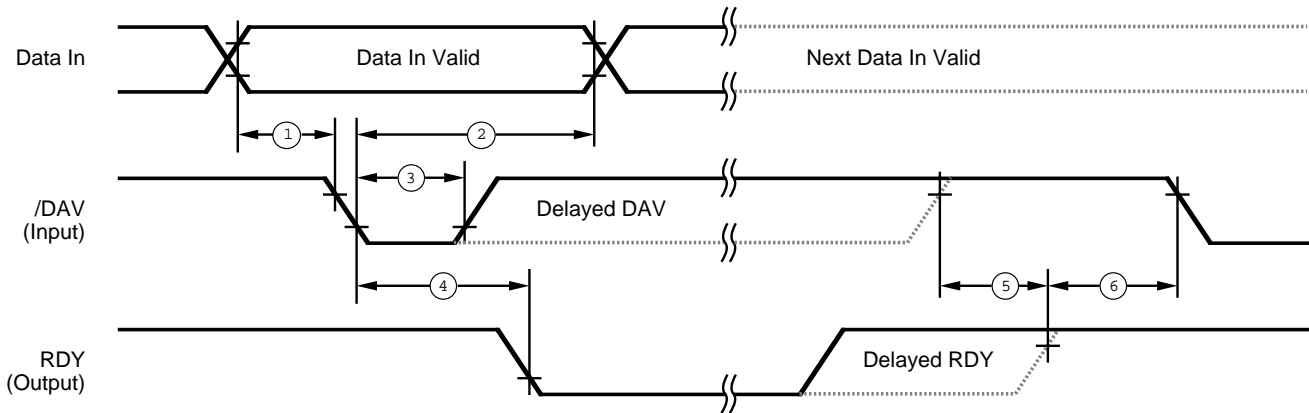 Data In
Data In Valid
Next Data In Valid
1
2
3
/DAV
(Input)
Delayed DAV
4
5
6
RDY
(Output)
Delayed RDY